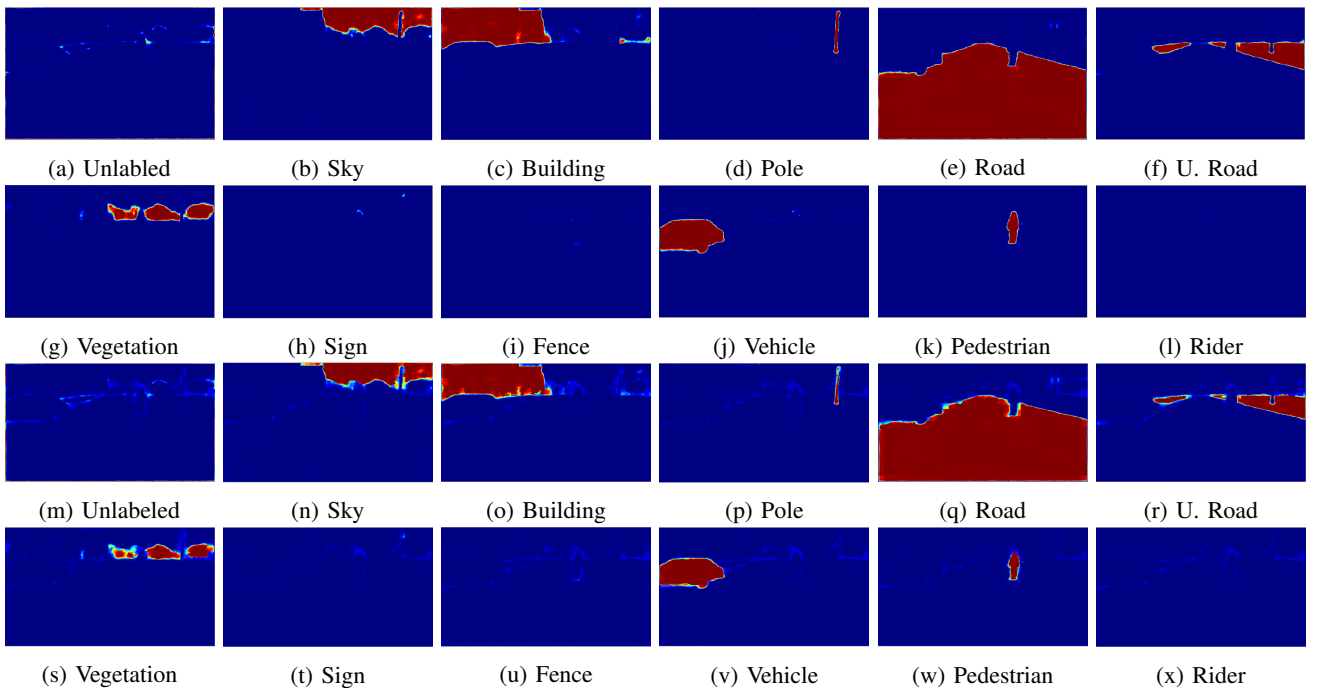 (a) Unlabled (b) Sky (c) Building (d) Pole (e) Road (f) U. Road
(g) Vegetation (h) Sign (i) Fence (j) Vehicle (k) Pedestrian (l) Rider
(m) Unlabeled (n) Sky (o) Building (p) Pole (q) Road (r) U. Road
(s) Vegetation (t) Sign (u) Fence (v) Vehicle (w) Pedestrian (x) Rider